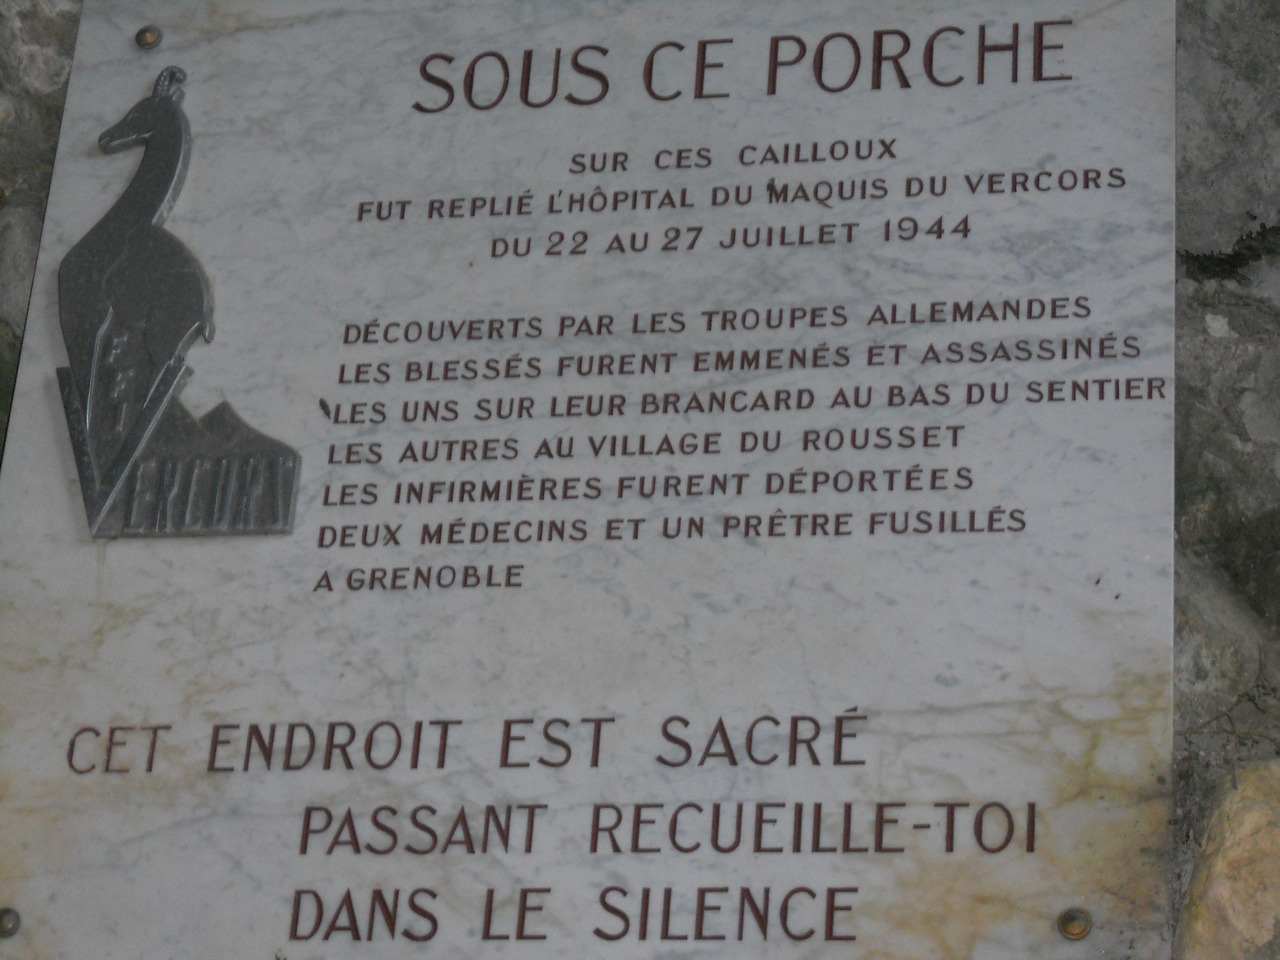 SOUS CE PORCHE
SUR CES CAILLOUX
FUT REPLIÉ L'HÔPITAL DU MAQUIS DU VERCORS
DU 22 AU 27 JUILLET 1944
DÉCOUVERTS PAR LES TROUPES ALLEMANDES
LES BLESSÉS FURENT EMMENÉS ET ASSASSINÉS
LES UNS SUR LEUR BRANCARD AU BAS DU SENTIER
LES AUTRES AU VILLAGE DU ROUSSET
LES INFIRMIÈRES FURENT DÉPORTÉES
DEUX MÉDECINS ET UN PRÊTRE FUSILLÉS
A GRENOBLE
FFI
VERCORS
CET ENDROIT EST SACRÉ
PASSANT RECUEILLE-TOI
DANS LE SILENCE